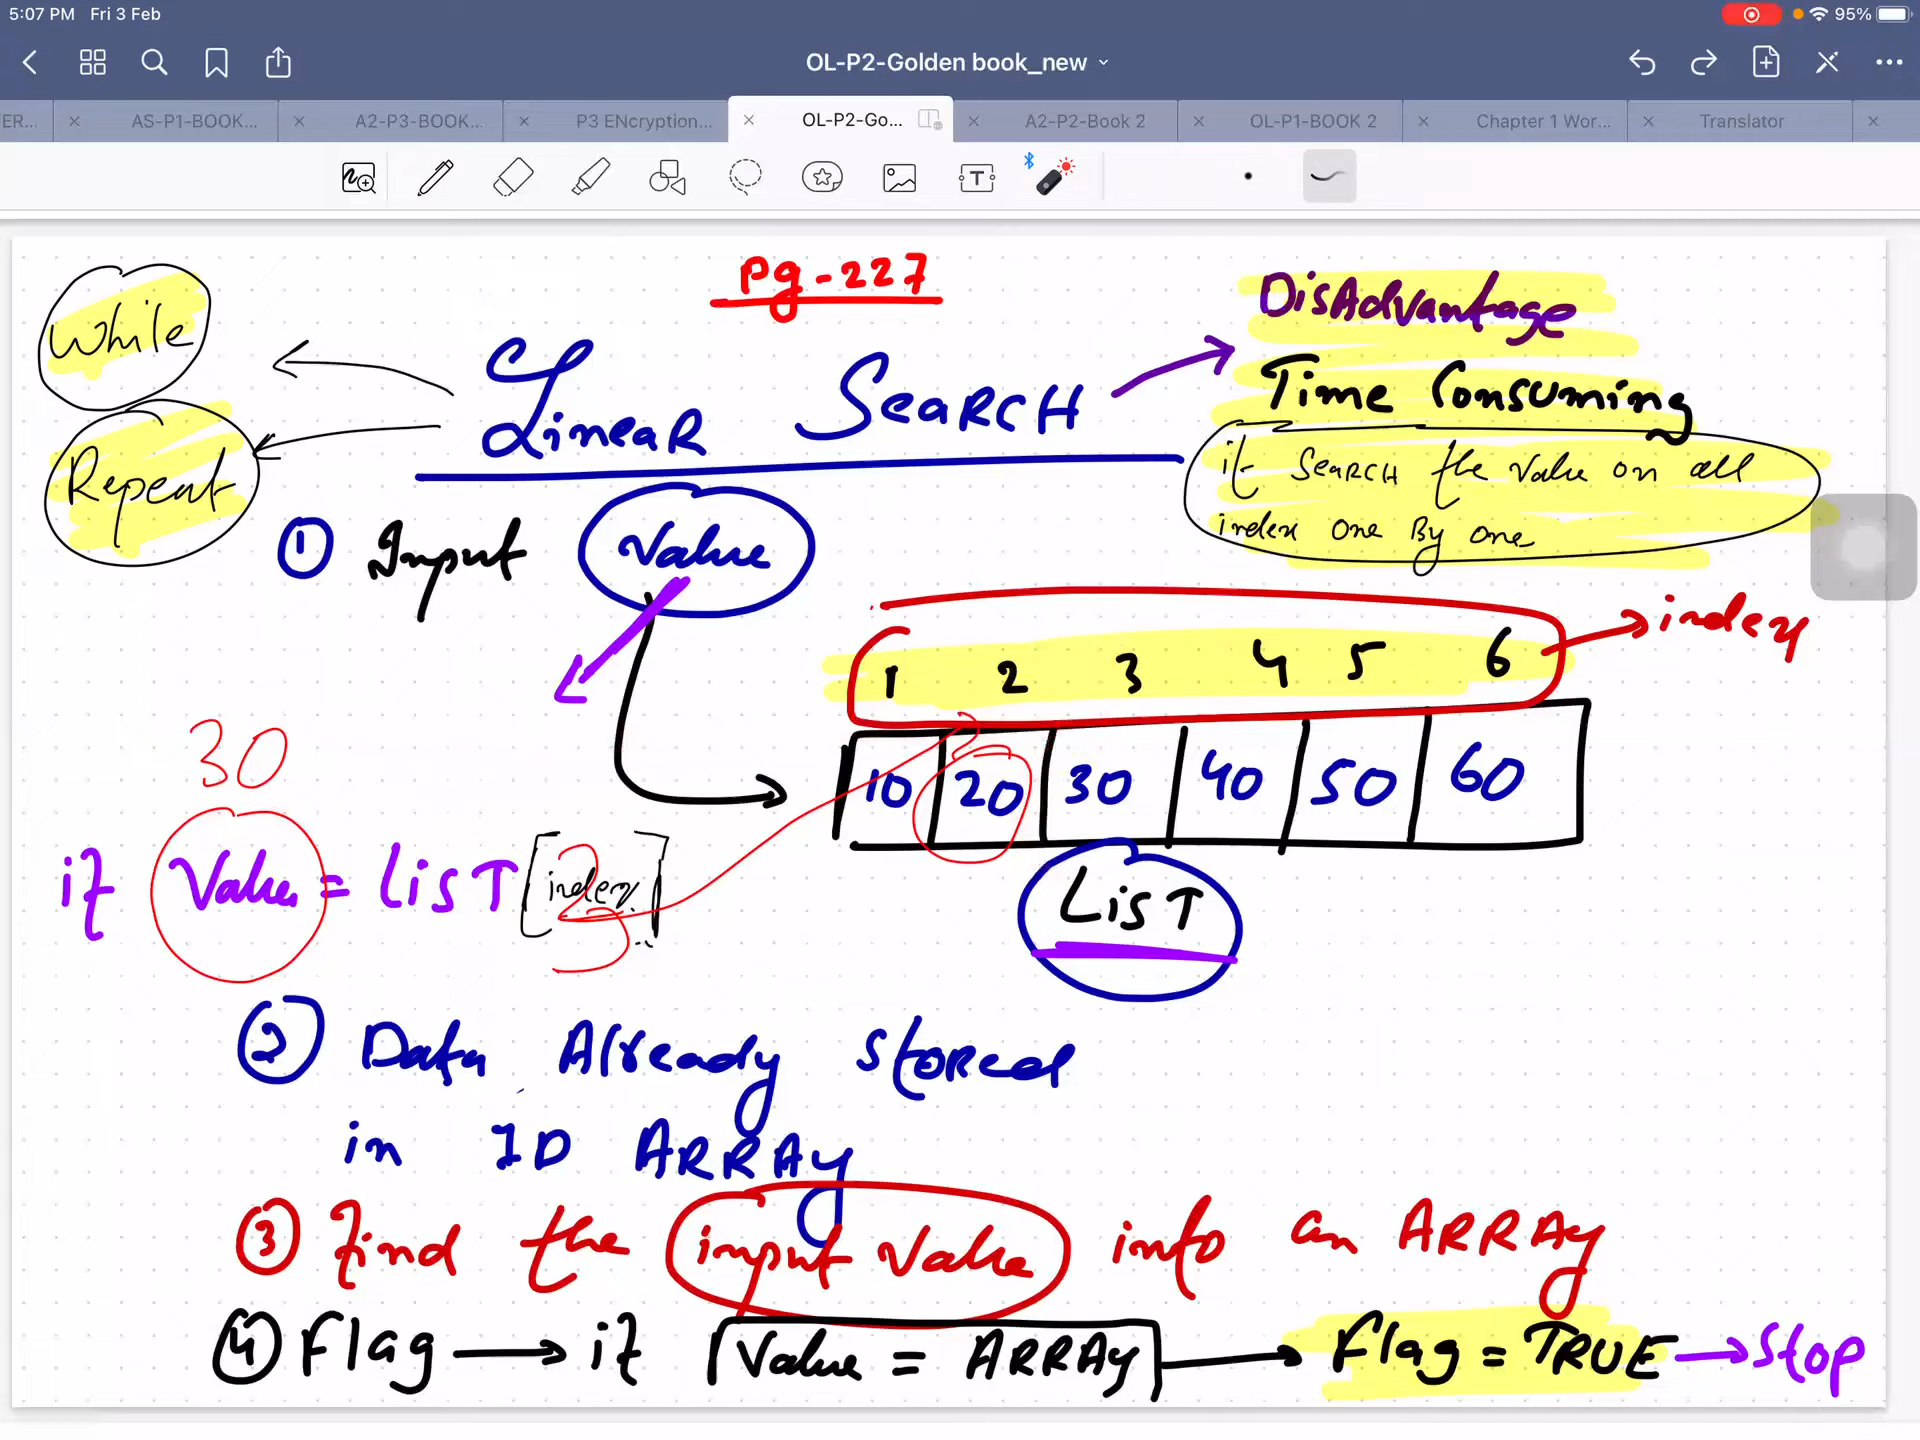 5:07 PM Fri 3 Feb
95%
OL-P2-Golden book_new
ER...
AS-P1-BOOK...
A2-P3-BOOK...
P3 ENcryption...
OL-P2-Go...
A2-P2-Book 2
OL-P1-BOOK 2
Chapter 1 Wor...
Translator
T
Pg-227
While
Repeat
Linear Search
DisAdvantage
Time Consuming
it Search the value on all
index one By one
1 Input Value
1 2 3 4 5 6
index
10 20 30 40 50 60
LisT
30
if Value = LisT [index]
2
3
2 Data Already stored
in 1D ARRAy
3 find the input value into an ARRAy
4 Flag → if Value = ARRAy → Flag = TRUE → Stop